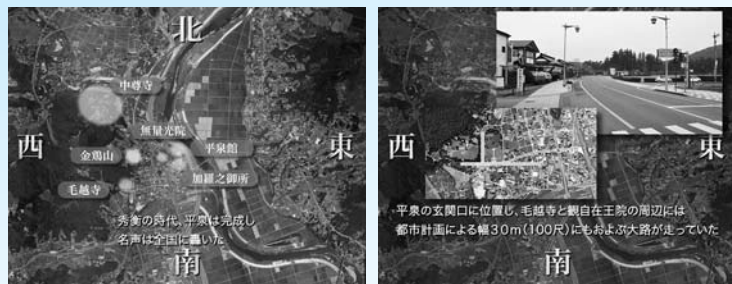 北
中尊寺
無量光院
西
金鶏山
平泉館
東
毛越寺
加羅之御所
秀衡の時代、平泉は完成し
名声は全国に轟いた
南
西
東
平泉の玄関口に位置し、毛越寺と観自在王院の周辺には
都市計画による幅30m(100尺)にもおよぶ大路が走っていた
南